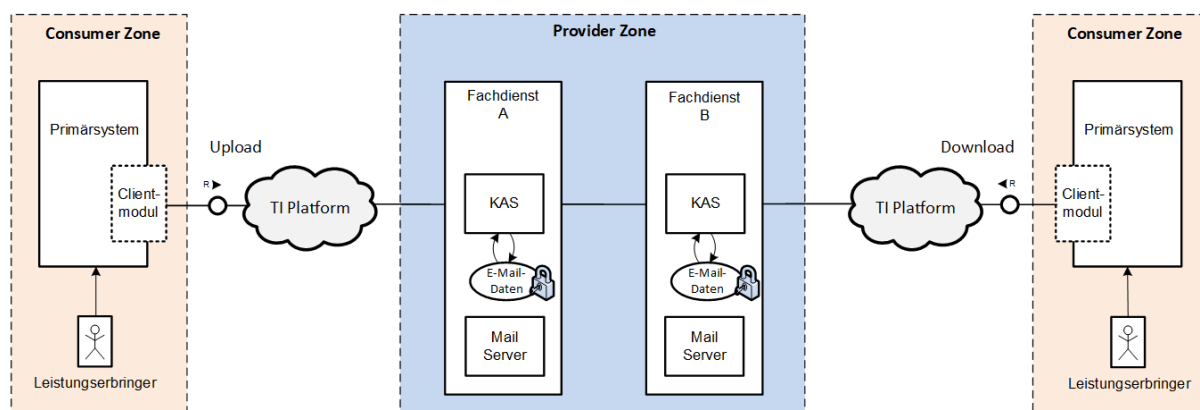 Consumer Zone
Primärsystem
Client-
modul
Leistungserbringer
Upload
R
TI Platform
Provider Zone
Fachdienst
A
KAS
E-Mail-
Daten
Mail
Server
Fachdienst
B
KAS
E-Mail-
Daten
Mail
Server
Download
R
TI Platform
Consumer Zone
Primärsystem
Client-
modul
Leistungserbringer